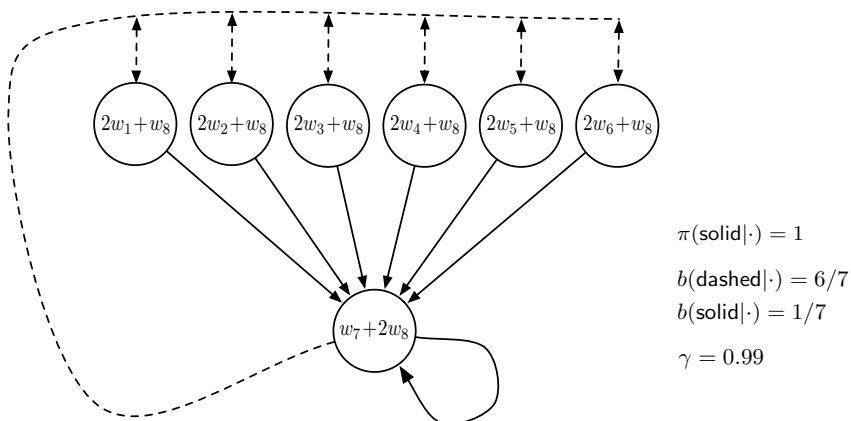 2w₁+w₈ 2w₂+w₈ 2w₃+w₈ 2w₄+w₈ 2w₅+w₈ 2w₆+w₈
w₇+2w₈
π(solid|·) = 1
b(dashed|·) = 6/7
b(solid|·) = 1/7
γ = 0.99